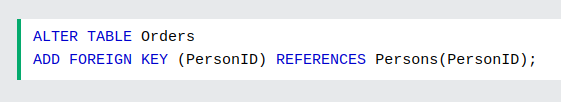 ALTER TABLE Orders
ADD FOREIGN KEY (PersonID) REFERENCES Persons(PersonID);